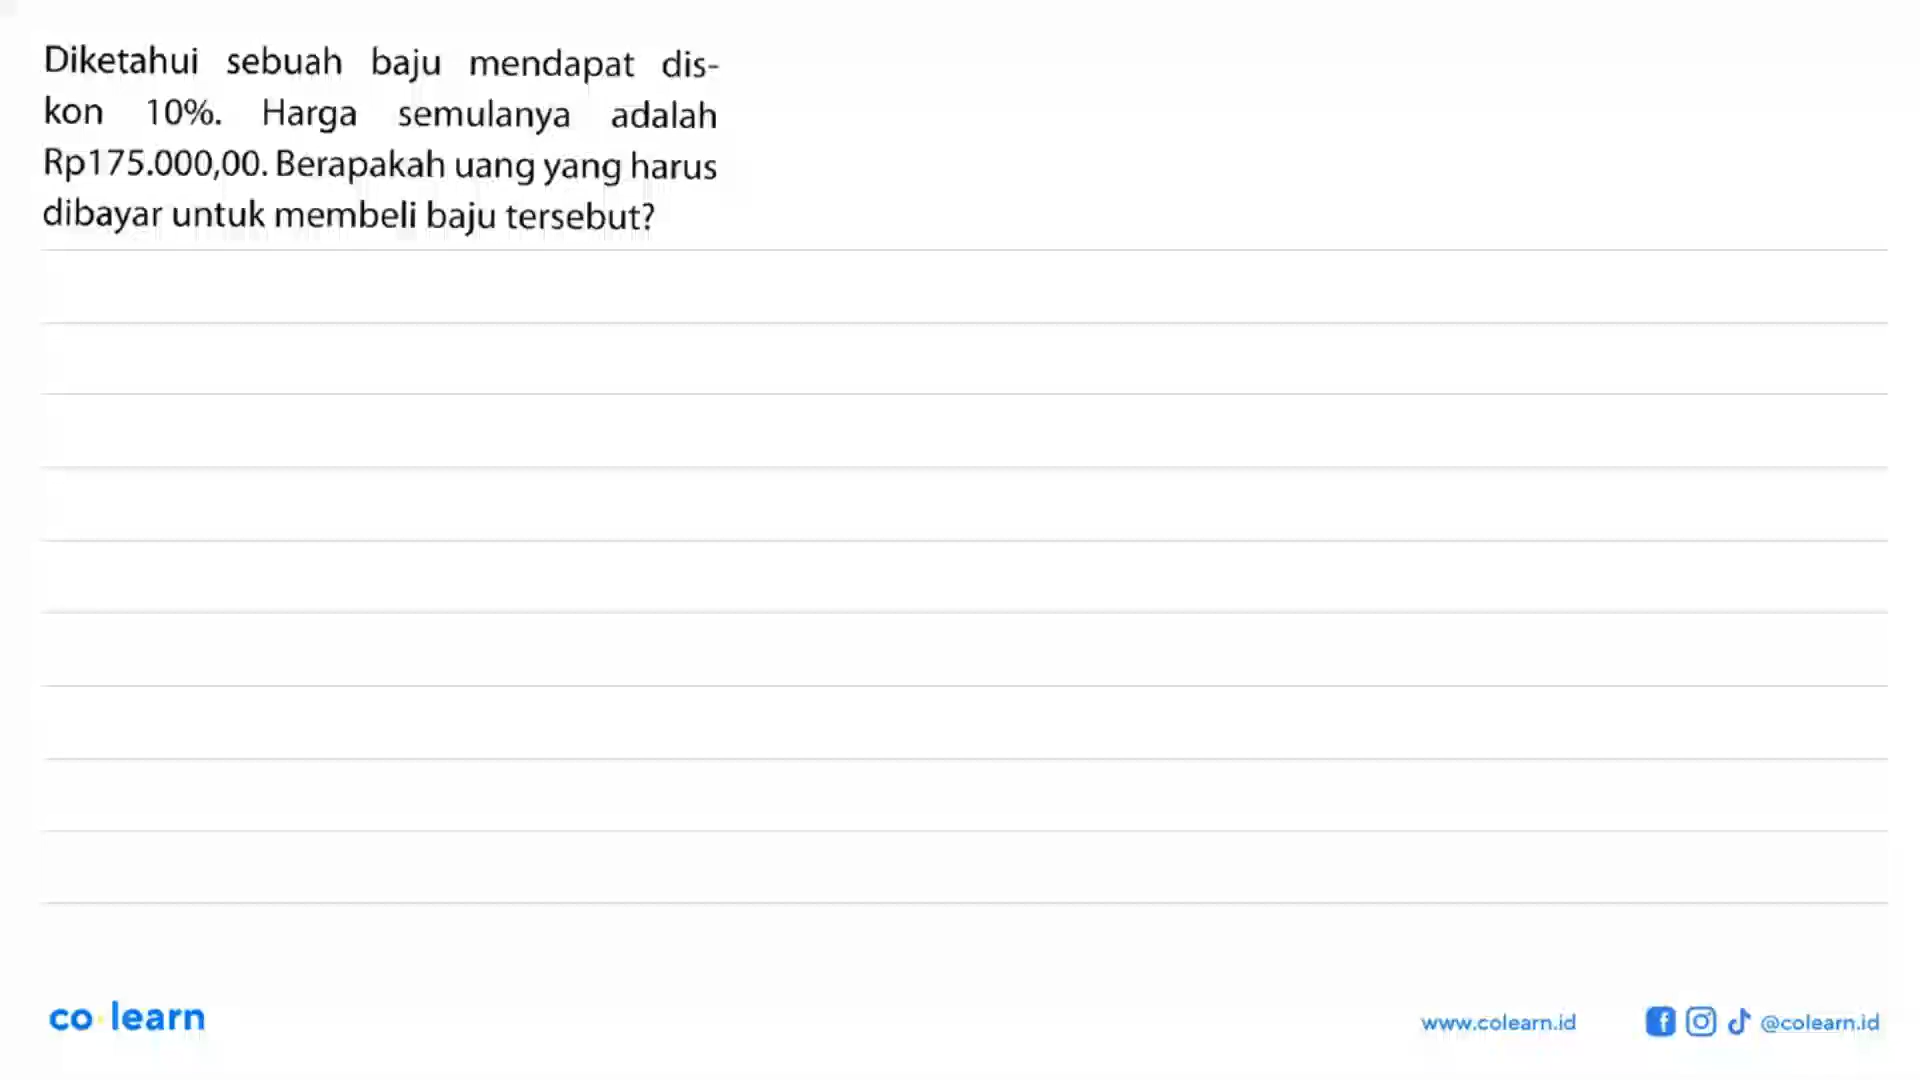 Diketahui sebuah baju mendapat dis-
kon 10%. Harga semulanya adalah
Rp175.000,00. Berapakah uang yang harus
dibayar untuk membeli baju tersebut?
co learn
www.colearn.id
@colearn.id